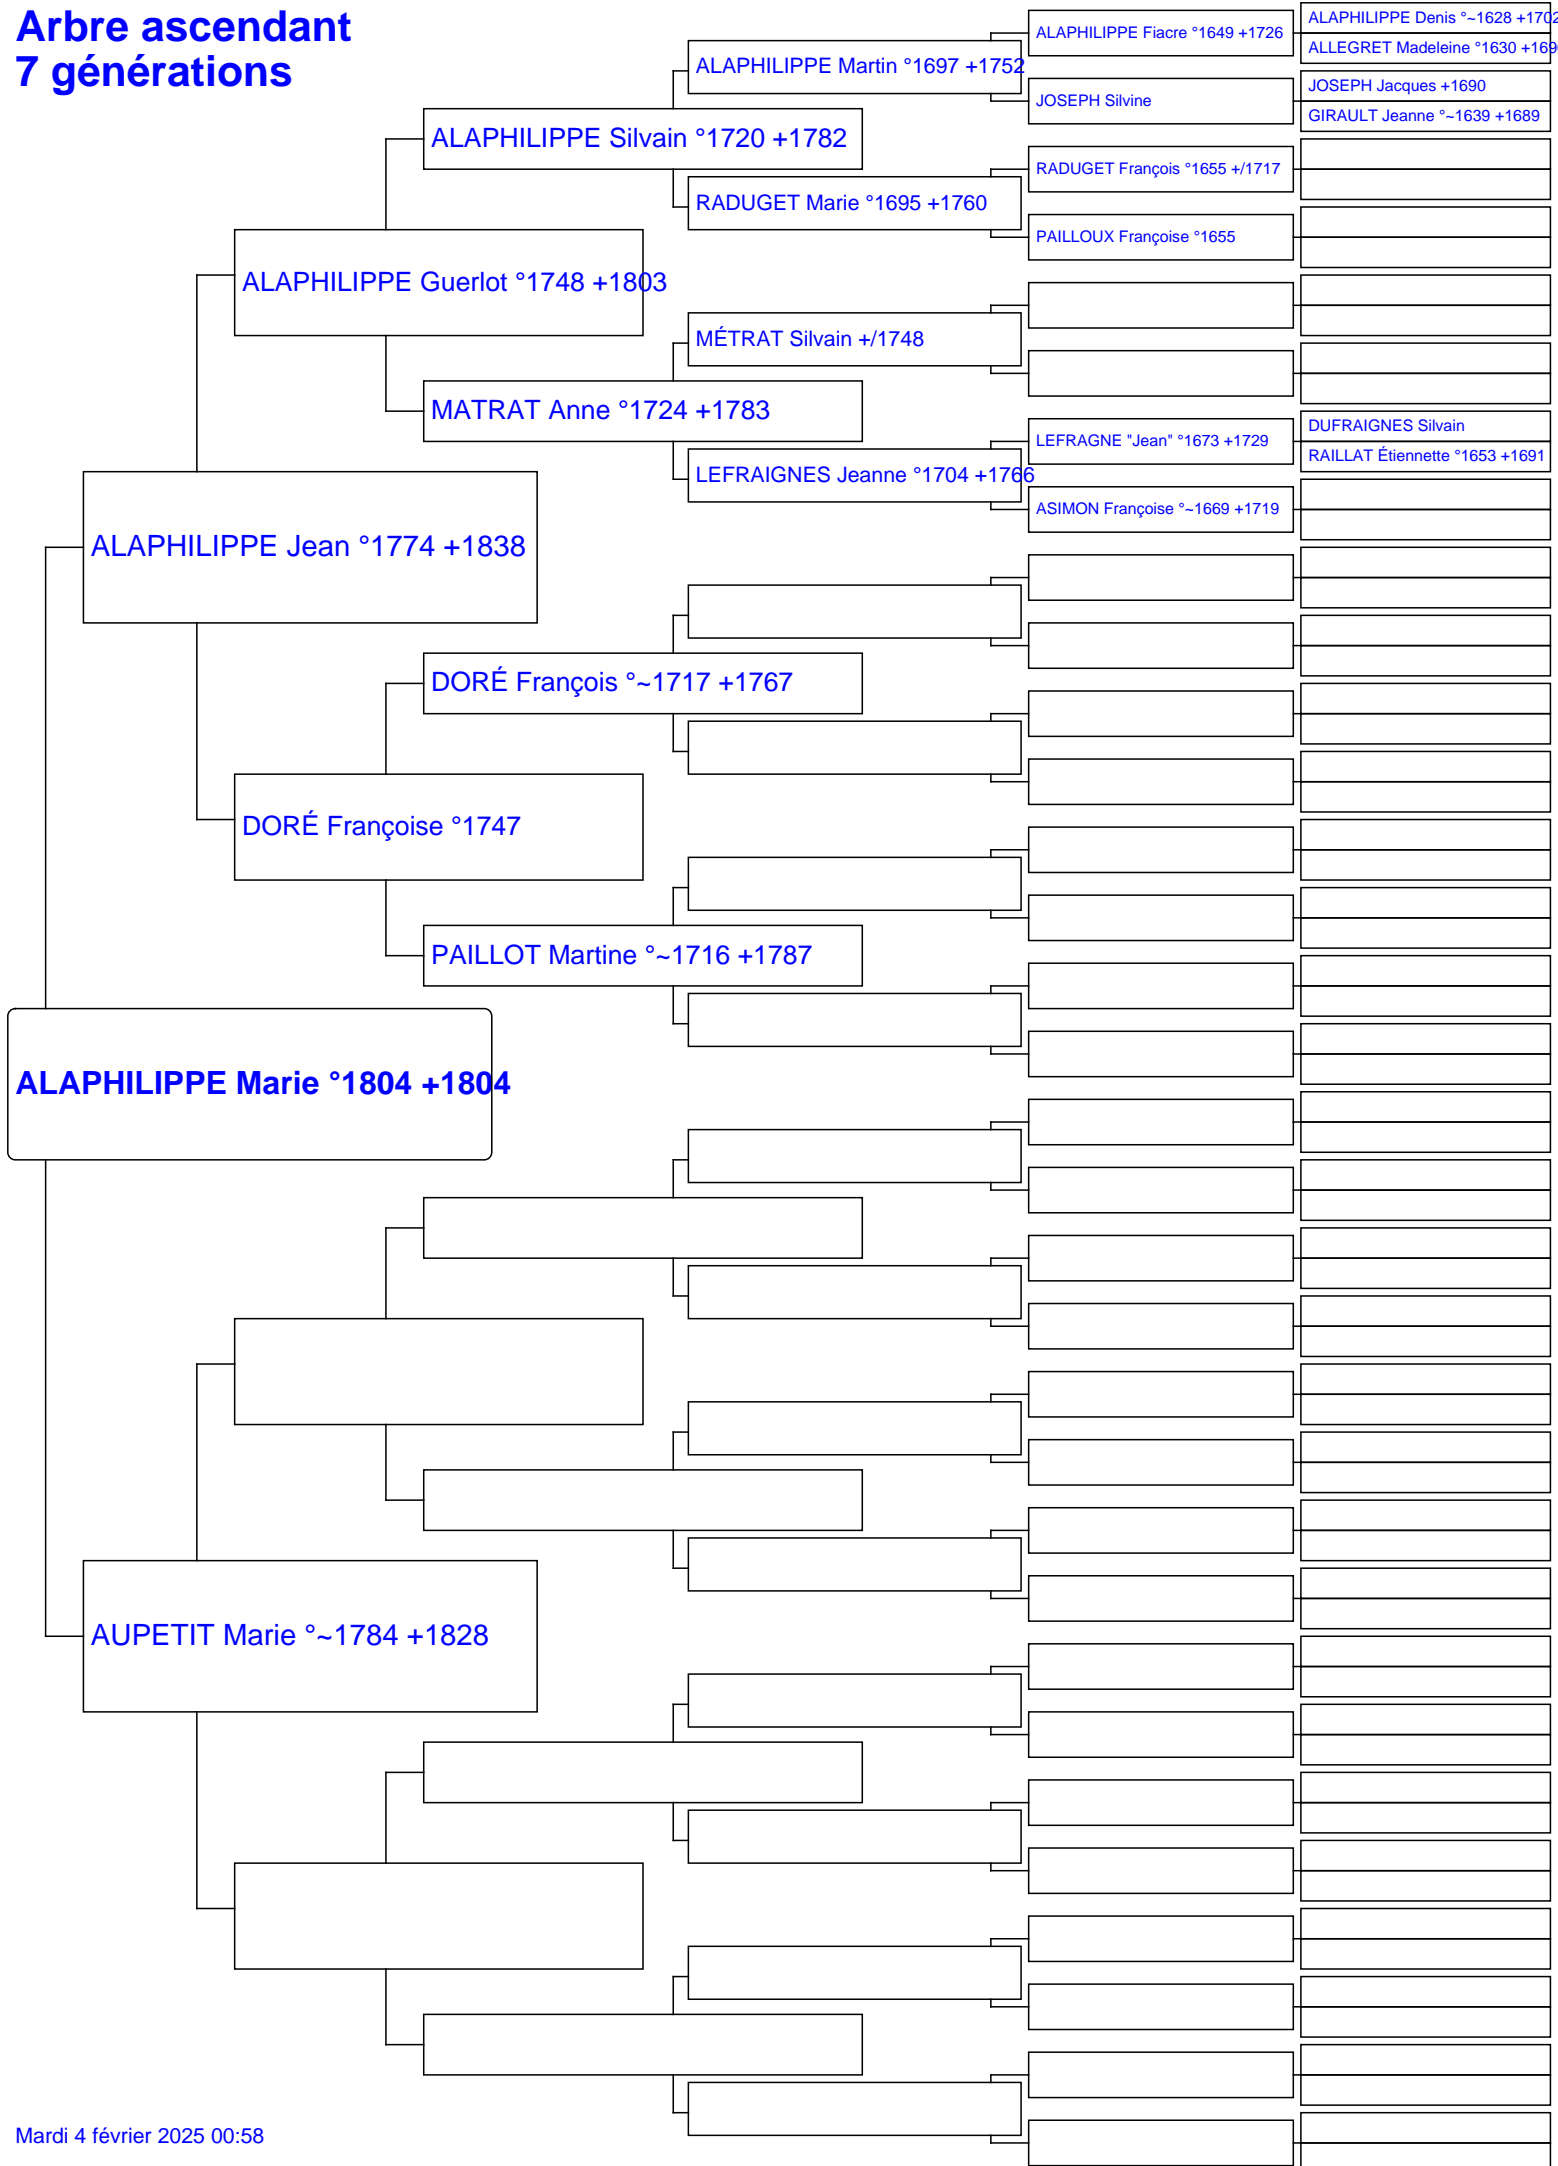 Arbre ascendant
7 générations
ALAPHILIPPE Denis °~1628 +1702
ALAPHILIPPE Fiacre °1649 +1726
ALLEGRET Madeleine °1630 +169
ALAPHILIPPE Martin °1697 +1752
JOSEPH Jacques +1690
JOSEPH Silvine
GIRAULT Jeanne °~1639 +1689
ALAPHILIPPE Silvain °1720 +1782
RADUGET François °1655 +/1717
RADUGET Marie °1695 +1760
PAILLOUX Françoise °1655
ALAPHILIPPE Guerlot °1748 +1803
MÉTRAT Silvain +/1748
MATRAT Anne °1724 +1783
DUFRAIGNES Silvain
LEFRAGNE "Jean" °1673 +1729
RAILLAT Étiennette °1653 +1691
LEFRAIGNES Jeanne °1704 +1766
ASIMON Françoise °~1669 +1719
ALAPHILIPPE Jean °1774 +1838
DORÉ François °~1717 +1767
DORÉ Françoise °1747
PAILLOT Martine °~1716 +1787
ALAPHILIPPE Marie °1804 +1804
AUPETIT Marie °~1784 +1828
Mardi 4 février 2025 00:58